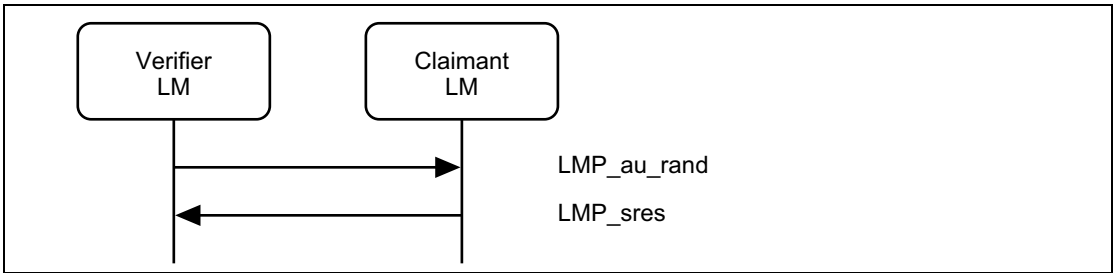 Verifier
LM
Claimant
LM
LMP_au_rand
LMP_sres